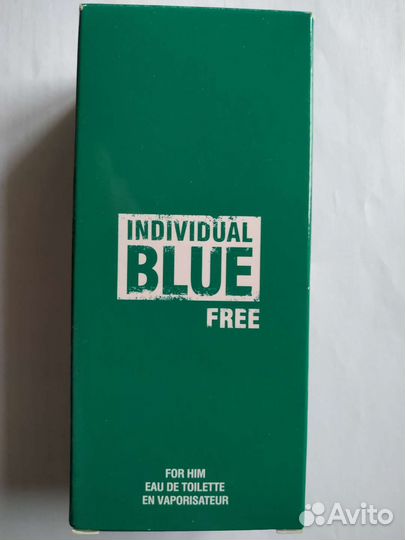 INDIVIDUAL
BLUE
FREE
FOR HIM
EAU DE TOILETTE
EN VAPORISATEUR
Avito